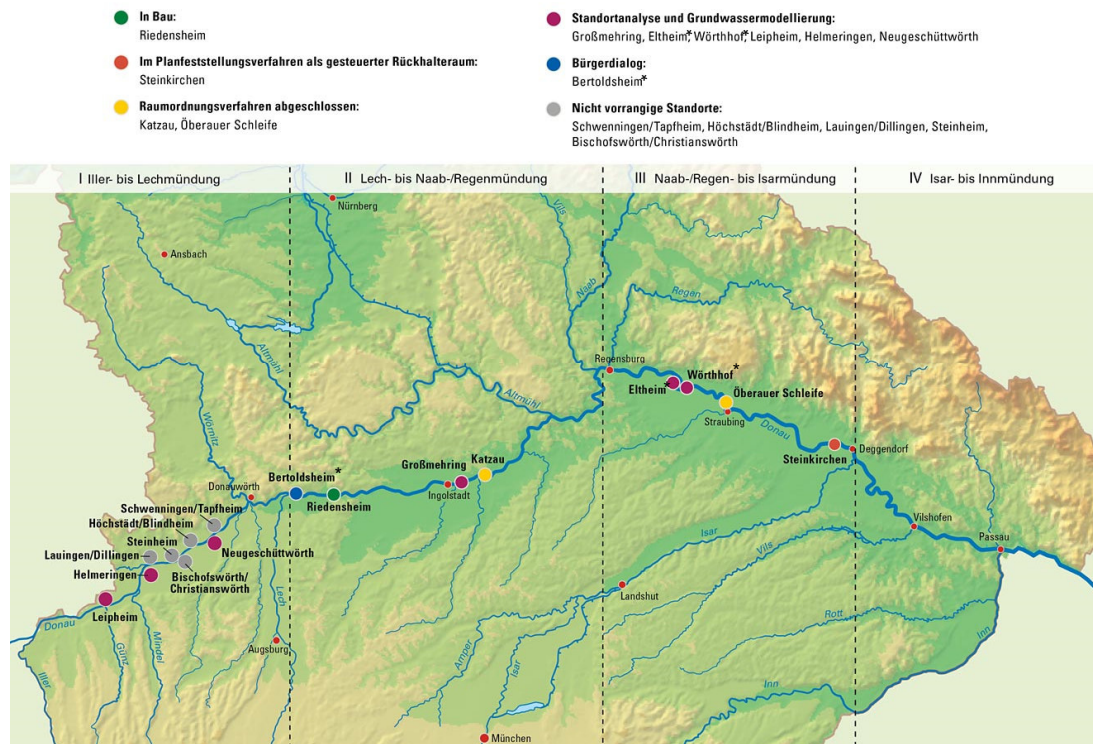 In Bau:
Riedensheim
Im Planfeststellungsverfahren als gesteuerter Rückhalteraum:
Steinkirchen
Raumordnungsverfahren abgeschlossen:
Katzau, Öberauer Schleife
Standortanalyse und Grundwassermodellierung:
Großmehring, Eltheim*, Wörthhof*, Leipheim, Helmeringen, Neugeschüttwörth
Bürgerdialog:
Bertoldsheim*
Nicht vorrangige Standorte:
Schwenningen/Tapfheim, Höchstädt/Blindheim, Lauingen/Dillingen, Steinheim,
Bischofswörth/Christianswörth
I Iller- bis Lechmündung
II Lech- bis Naab-/Regenmündung
III Naab-/Regen- bis Isarmündung
IV Isar- bis Innmündung
Nürnberg
Vils
Ansbach
Naab
Regen
Altmühl
Regensburg
Wörthhof*
Eltheim*
Öberauer Schleife
Altmühl
Straubing
Donau
Wörnitz
Deggendorf
Steinkirchen
Katzau
Großmehring
Bertoldsheim*
Donauwörth
Ingolstadt
Riedensheim
Schwenningen/Tapfheim
Höchstädt/Blindheim
Vilshofen
Isar
Steinheim
Passau
Vils
Neugeschüttwörth
Lauingen/Dillingen
Helmeringen
Bischofswörth/
Christianswörth
Lech
Landshut
Leipheim
Rott
Donau
Günz
Mindel
Augsburg
Inn
Amper
Isar
Iller
Inn
München